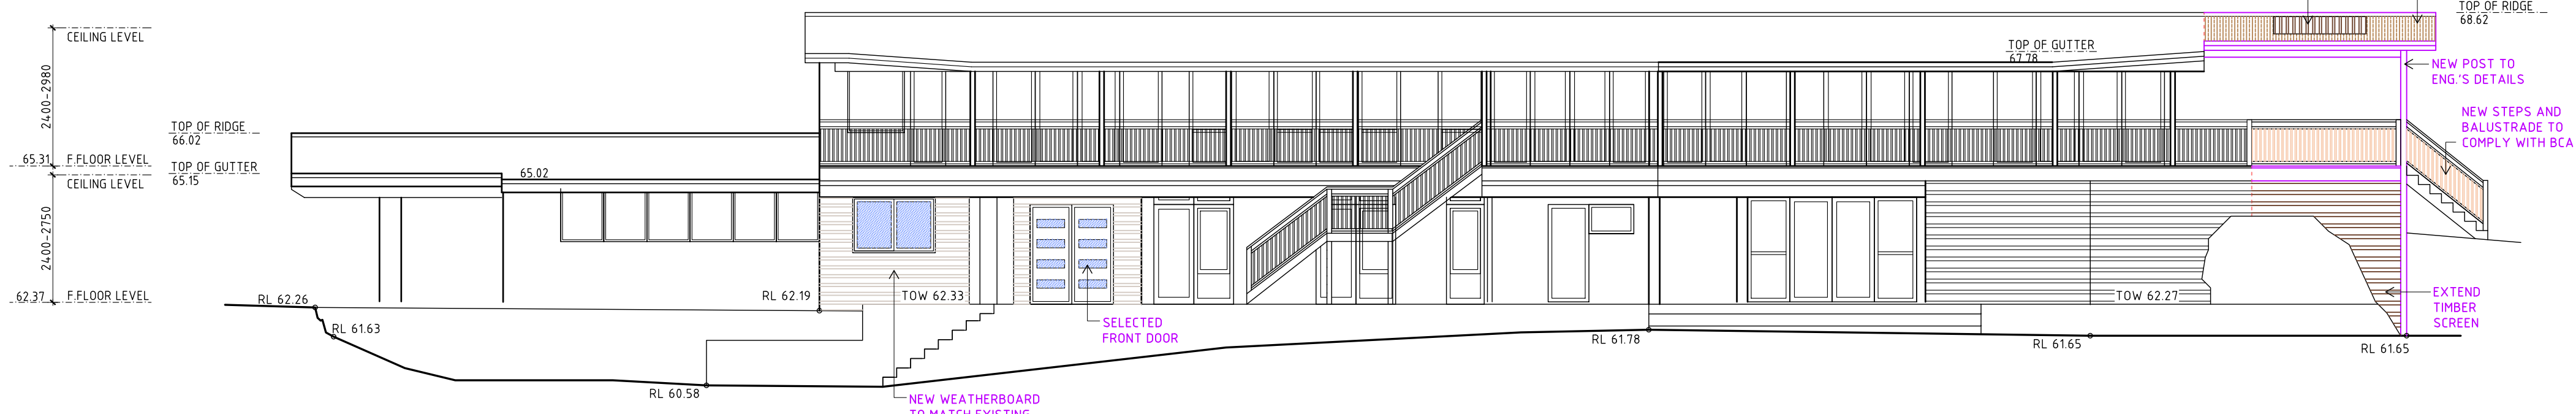 CEILING LEVEL
2400-2980
TOP OF RIDGE
66.02
65.31 F.FLOOR LEVEL
TOP OF GUTTER
65.15
CEILING LEVEL
2400-2750
62.37 F.FLOOR LEVEL
65.02
RL 62.26
RL 61.63
RL 60.58
RL 62.19
TOW 62.33
NEW WEATHERBOARD
TO MATCH EXISTING
SELECTED
FRONT DOOR
RL 61.78
TOP OF GUTTER
67.78
TOW 62.27
RL 61.65
RL 61.65
TOP OF RIDGE
68.62
NEW POST TO
ENG.'S DETAILS
NEW STEPS AND
BALUSTRADE TO
COMPLY WITH BCA
EXTEND
TIMBER
SCREEN